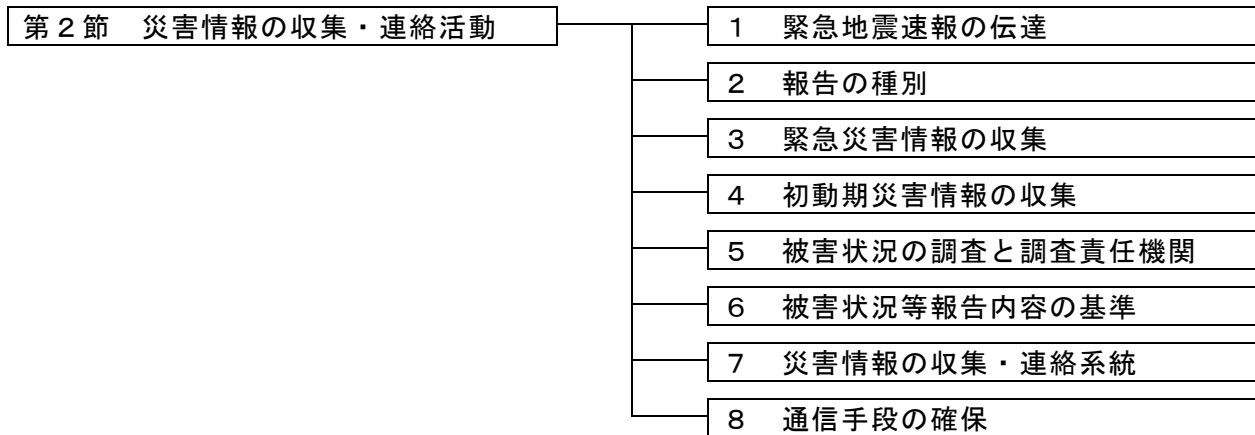 第２節　災害情報の収集・連絡活動
１　緊急地震速報の伝達
２　報告の種別
３　緊急災害情報の収集
４　初動期災害情報の収集
５　被害状況の調査と調査責任機関
６　被害状況等報告内容の基準
７　災害情報の収集・連絡系統
８　通信手段の確保